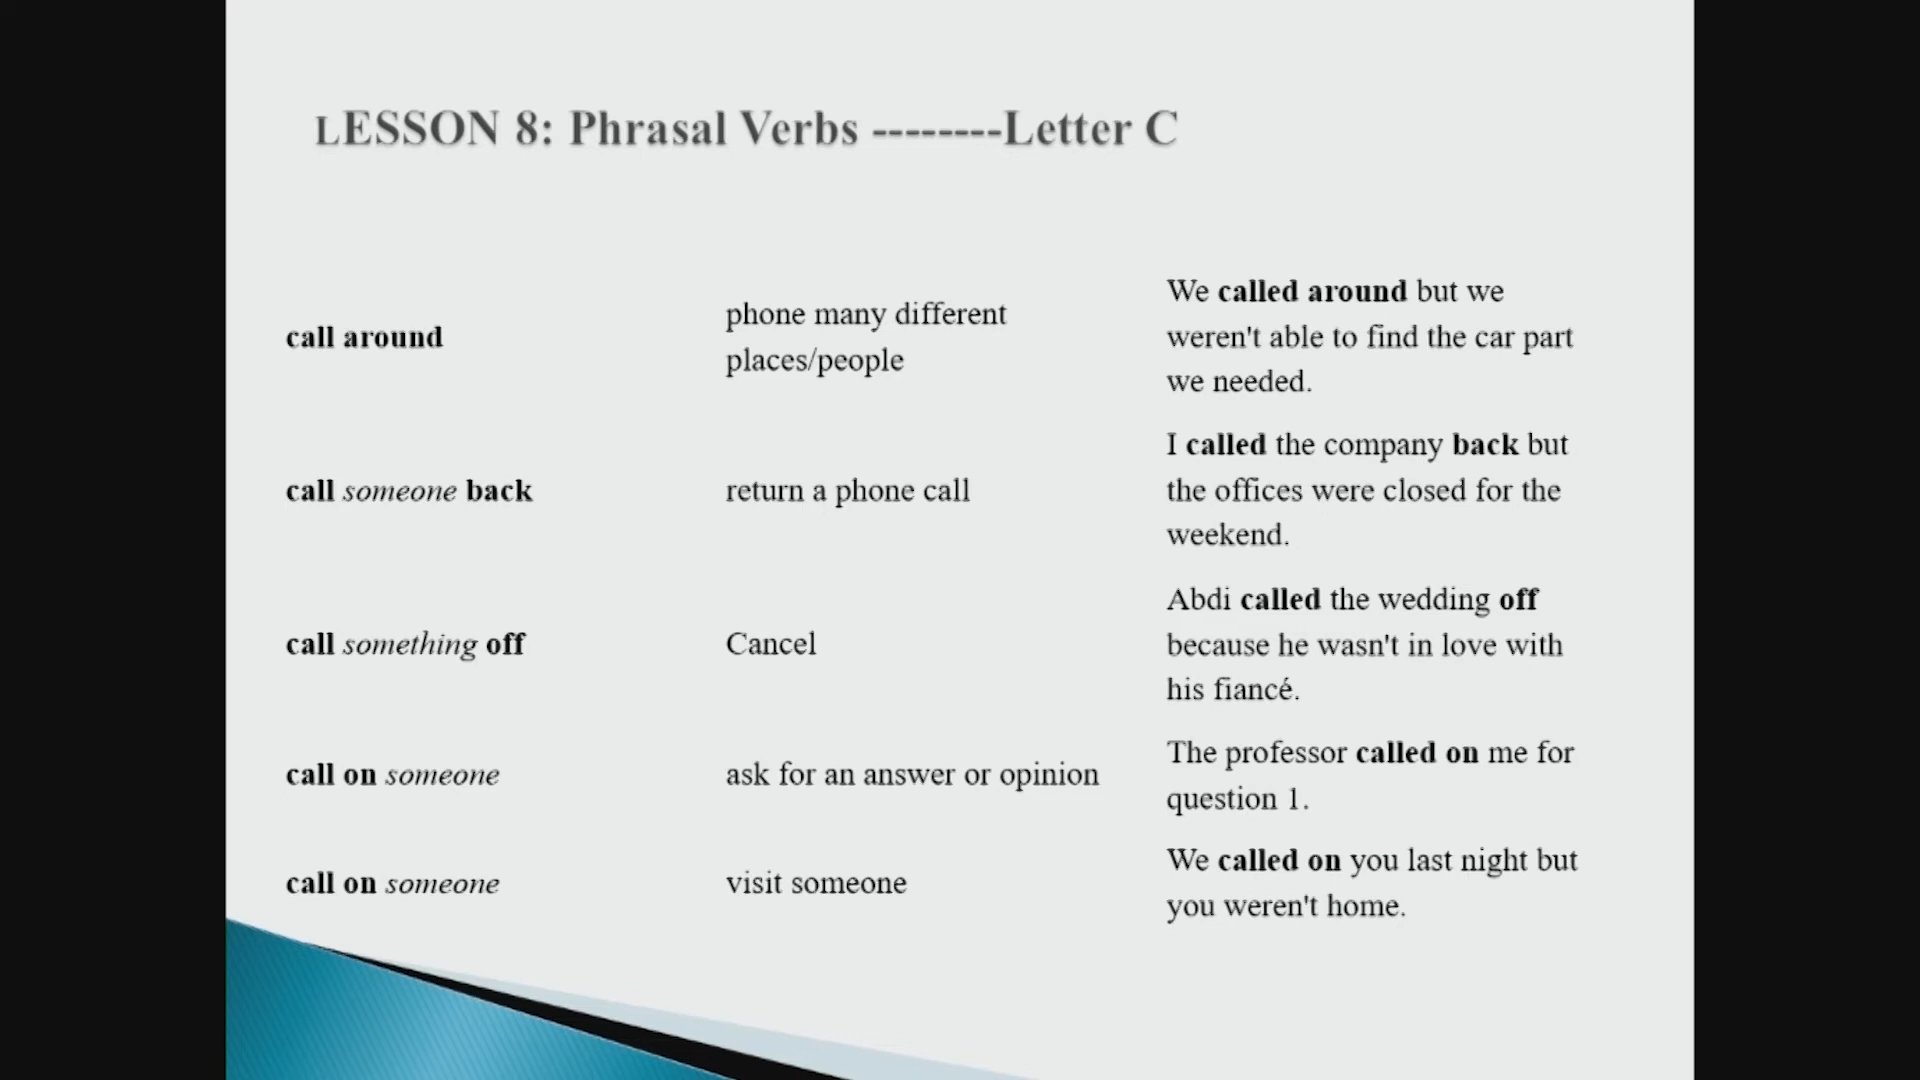 LESSON 8: Phrasal Verbs --------Letter C
call around
phone many different
places/people
We called around but we
weren't able to find the car part
we needed.
call someone back
return a phone call
I called the company back but
the offices were closed for the
weekend.
call something off
Cancel
Abdi called the wedding off
because he wasn't in love with
his fiancé.
call on someone
ask for an answer or opinion
The professor called on me for
question 1.
call on someone
visit someone
We called on you last night but
you weren't home.